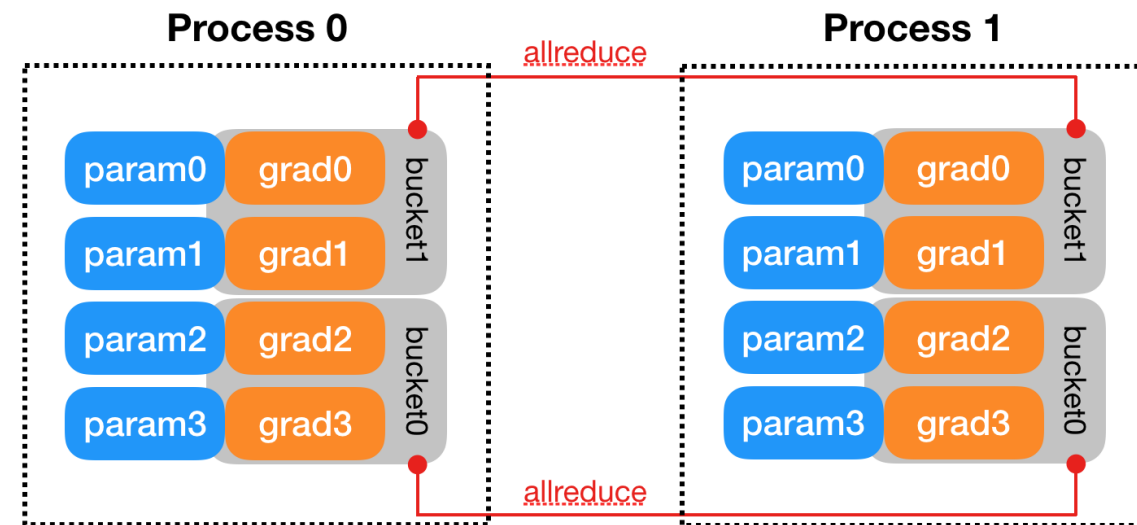 Process 0
Process 1
allreduce
param0 grad0
param1 grad1
bucket1
param2 grad2
param3 grad3
bucket0
param0 grad0
param1 grad1
bucket1
param2 grad2
param3 grad3
bucket0
allreduce